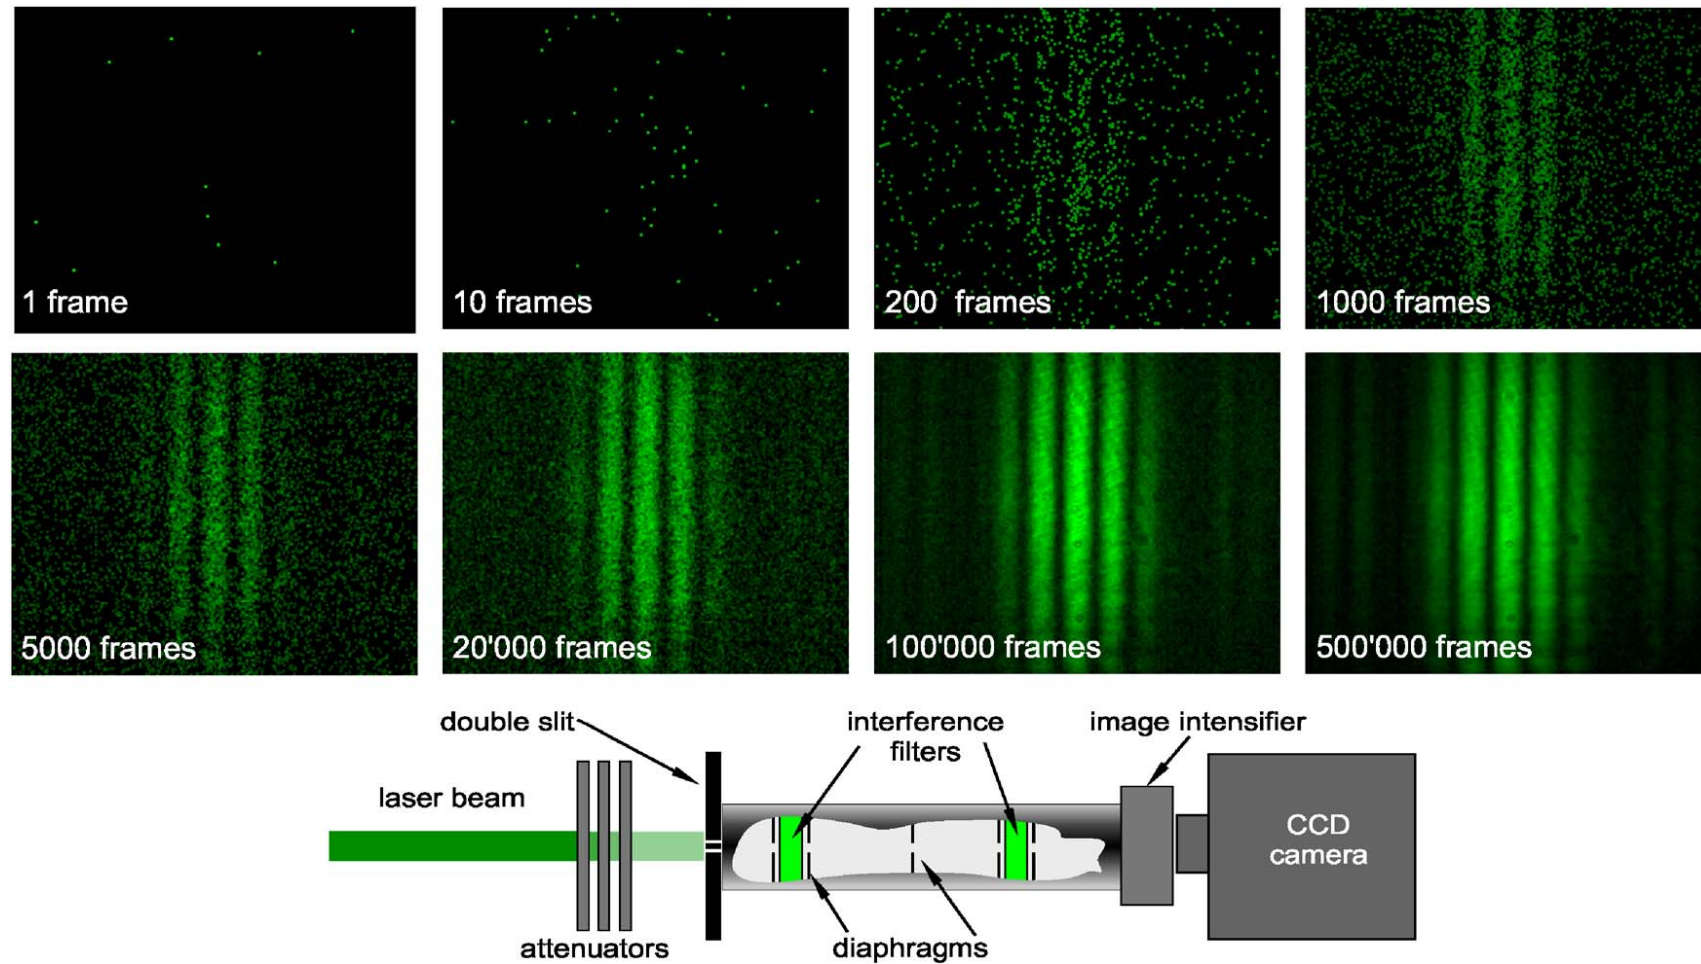 1 frame
10 frames
200 frames
1000 frames
5000 frames
20'000 frames
100'000 frames
500'000 frames
double slit
interference
filters
image intensifier
laser beam
CCD
camera
attenuators
diaphragms